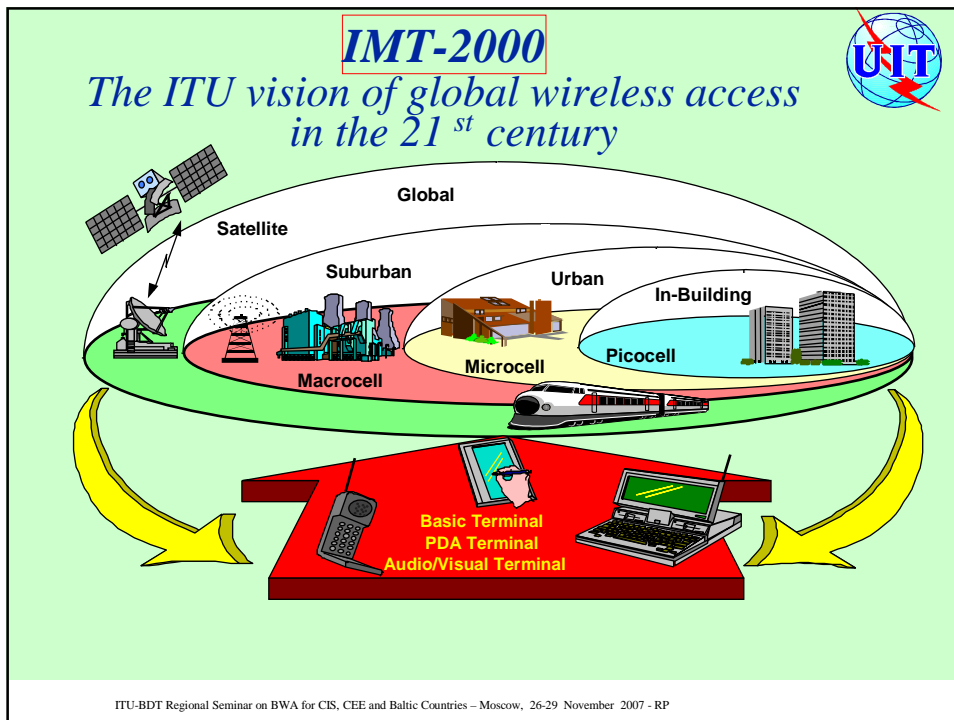 IMT-2000
The ITU vision of global wireless access
in the 21 st century
UIT
Global
Satellite
Suburban
Urban
In-Building
Macrocell
Microcell
Picocell
Basic Terminal
PDA Terminal
Audio/Visual Terminal
ITU-BDT Regional Seminar on BWA for CIS, CEE and Baltic Countries – Moscow, 26-29 November 2007 - RP